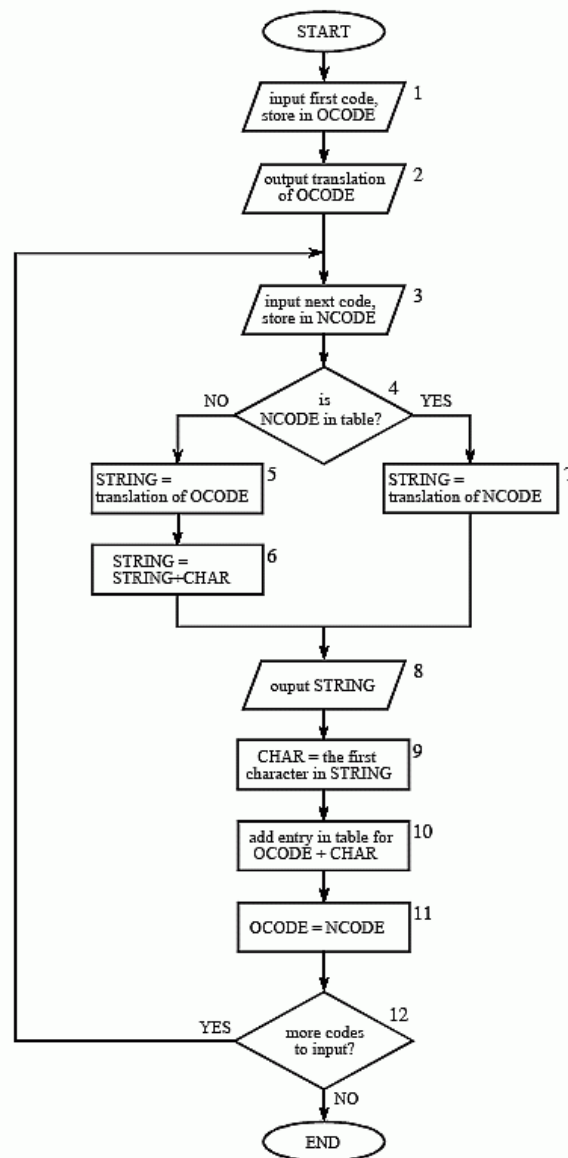 START
input first code,
store in OCODE
1
output translation
of OCODE
2
input next code,
store in NCODE
3
is
NCODE in table?
4
NO
YES
STRING =
translation of OCODE
5
STRING =
translation of NCODE
7
STRING =
STRING+CHAR
6
ouput STRING
8
CHAR = the first
character in STRING
9
add entry in table for
OCODE + CHAR
10
OCODE = NCODE
11
more codes
to input?
12
YES
NO
END